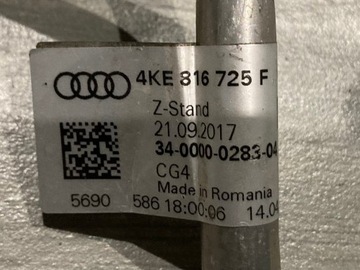 4KE 816 725 F
Z-Stand
21.09.2017
34-0000-0283-04
CG4
Made in Romania
5690 586 18:00:06 14.04